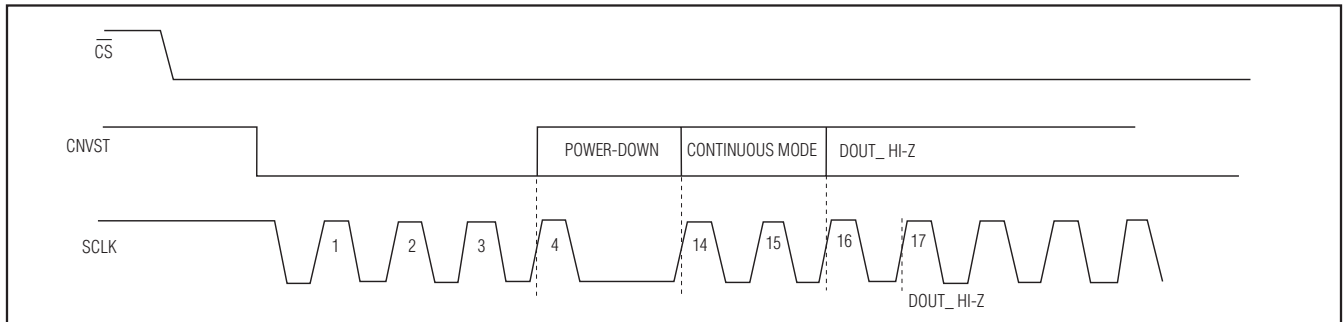 CS
CNVST
POWER-DOWN CONTINUOUS MODE DOUT_ HI-Z
SCLK
1 2 3 4 14 15 16 17
DOUT_ HI-Z